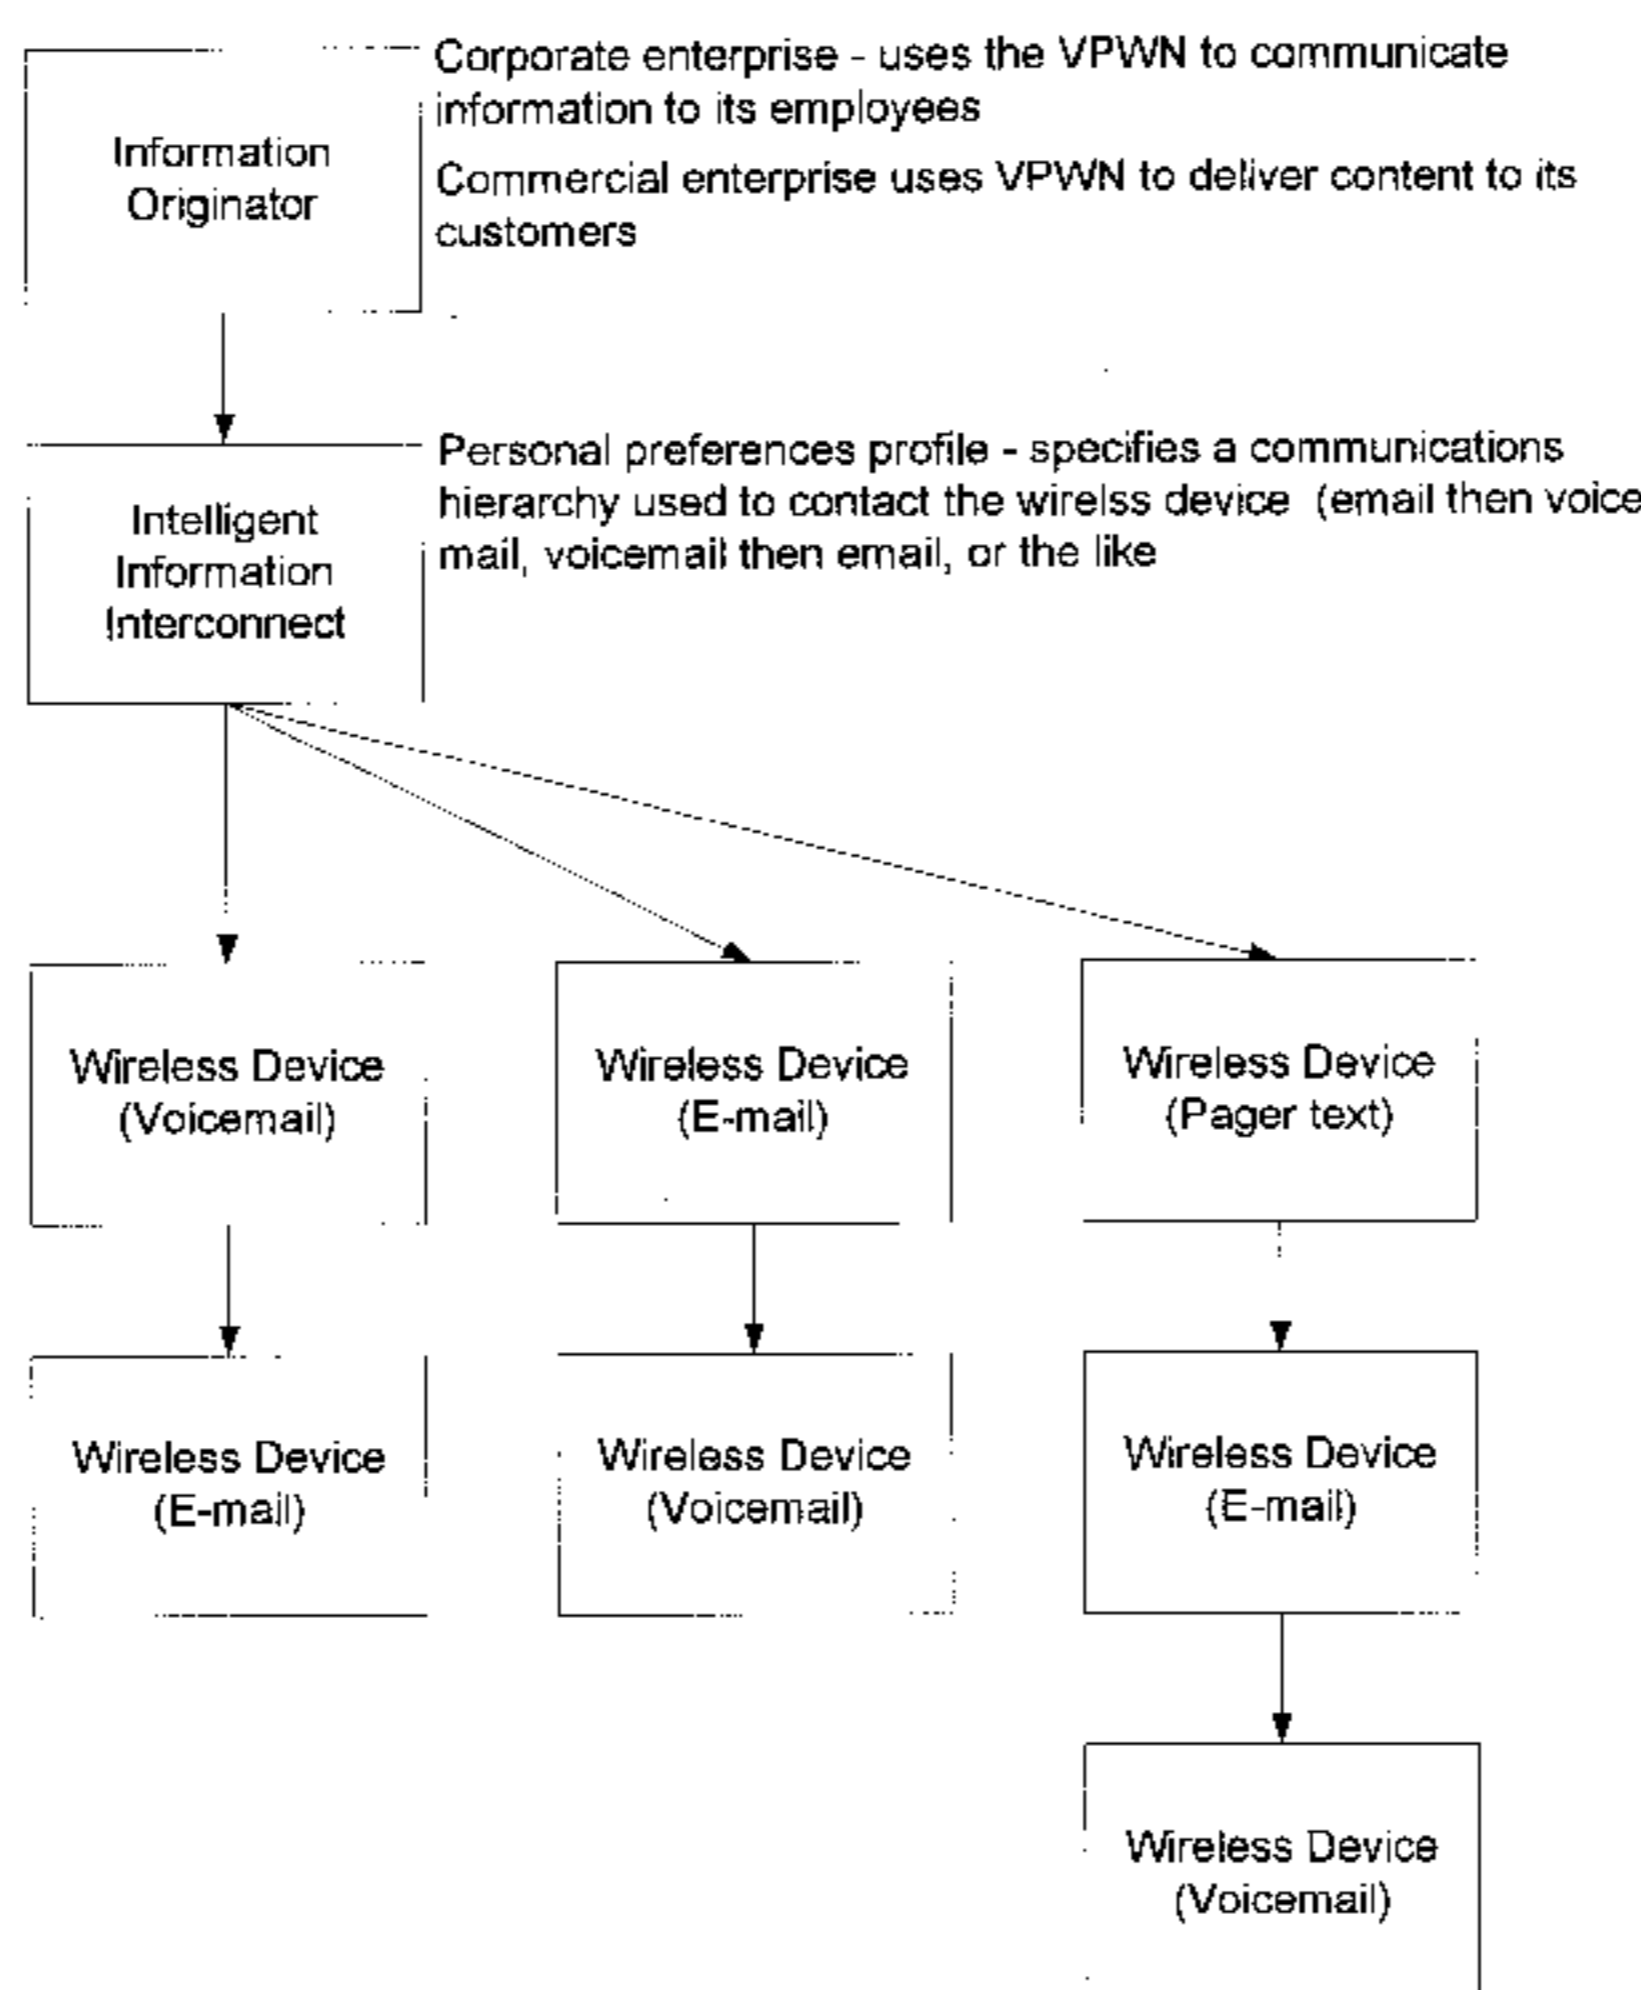 Corporate enterprise - uses the VPWN to communicate
information to its employees
Information
Originator
Commercial enterprise uses VPWN to deliver content to its
customers
Personal preferences profile - specifies a communications
hierarchy used to contact the wirelss device (email then voice
mail, voicemail then email, or the like
Intelligent
Information
Interconnect
Wireless Device
(Voicemail)
Wireless Device
(E-mail)
Wireless Device
(Pager text)
Wireless Device
(E-mail)
Wireless Device
(Voicemail)
Wireless Device
(E-mail)
Wireless Device
(Voicemail)